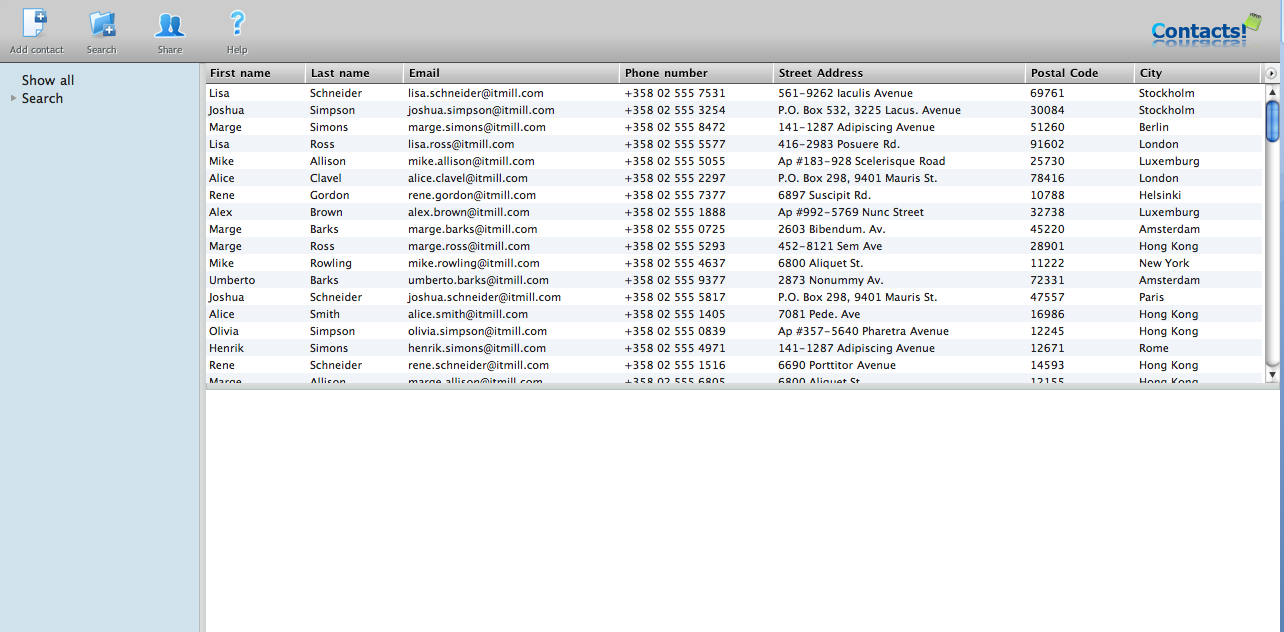 Add contact Search Share Help Contacts!
Show all
Search
First name Last name Email Phone number Street Address Postal Code City
Lisa Schneider lisa.schneider@itmill.com +358 02 555 7531 561-9262 Iaculis Avenue 69761 Stockholm
Joshua Simpson joshua.simpson@itmill.com +358 02 555 3254 P.O. Box 532, 3225 Lacus. Avenue 30084 Stockholm
Marge Simons marge.simons@itmill.com +358 02 555 8472 141-1287 Adipiscing Avenue 51260 Berlin
Lisa Ross lisa.ross@itmill.com +358 02 555 5577 416-2983 Posuere Rd. 91602 London
Mike Allison mike.allison@itmill.com +358 02 555 5055 Ap #183-928 Scelerisque Road 25730 Luxemburg
Alice Clavel alice.clavel@itmill.com +358 02 555 2297 P.O. Box 298, 9401 Mauris St. 78416 London
Rene Gordon rene.gordon@itmill.com +358 02 555 7377 6897 Suscipit Rd. 10788 Helsinki
Alex Brown alex.brown@itmill.com +358 02 555 1888 Ap #992-5769 Nunc Street 32738 Luxemburg
Marge Barks marge.barks@itmill.com +358 02 555 0725 2603 Bibendum. Av. 45220 Amsterdam
Marge Ross marge.ross@itmill.com +358 02 555 5293 452-8121 Sem Ave 28901 Hong Kong
Mike Rowling mike.rowling@itmill.com +358 02 555 4637 6800 Aliquet St. 11222 New York
Umberto Barks umberto.barks@itmill.com +358 02 555 9377 2873 Nonummy Av. 72331 Amsterdam
Joshua Schneider joshua.schneider@itmill.com +358 02 555 5817 P.O. Box 298, 9401 Mauris St. 47557 Paris
Alice Smith alice.smith@itmill.com +358 02 555 1405 7081 Pede. Ave 16986 Hong Kong
Olivia Simpson olivia.simpson@itmill.com +358 02 555 0839 Ap #357-5640 Pharetra Avenue 12245 Hong Kong
Henrik Simons henrik.simons@itmill.com +358 02 555 4971 141-1287 Adipiscing Avenue 12671 Rome
Rene Schneider rene.schneider@itmill.com +358 02 555 1516 6690 Porttitor Avenue 14593 Hong Kong
Marge Allison marge.allison@itmill.com +358 02 555 6805 6800 Aliquet St. 12155 Hong Kong